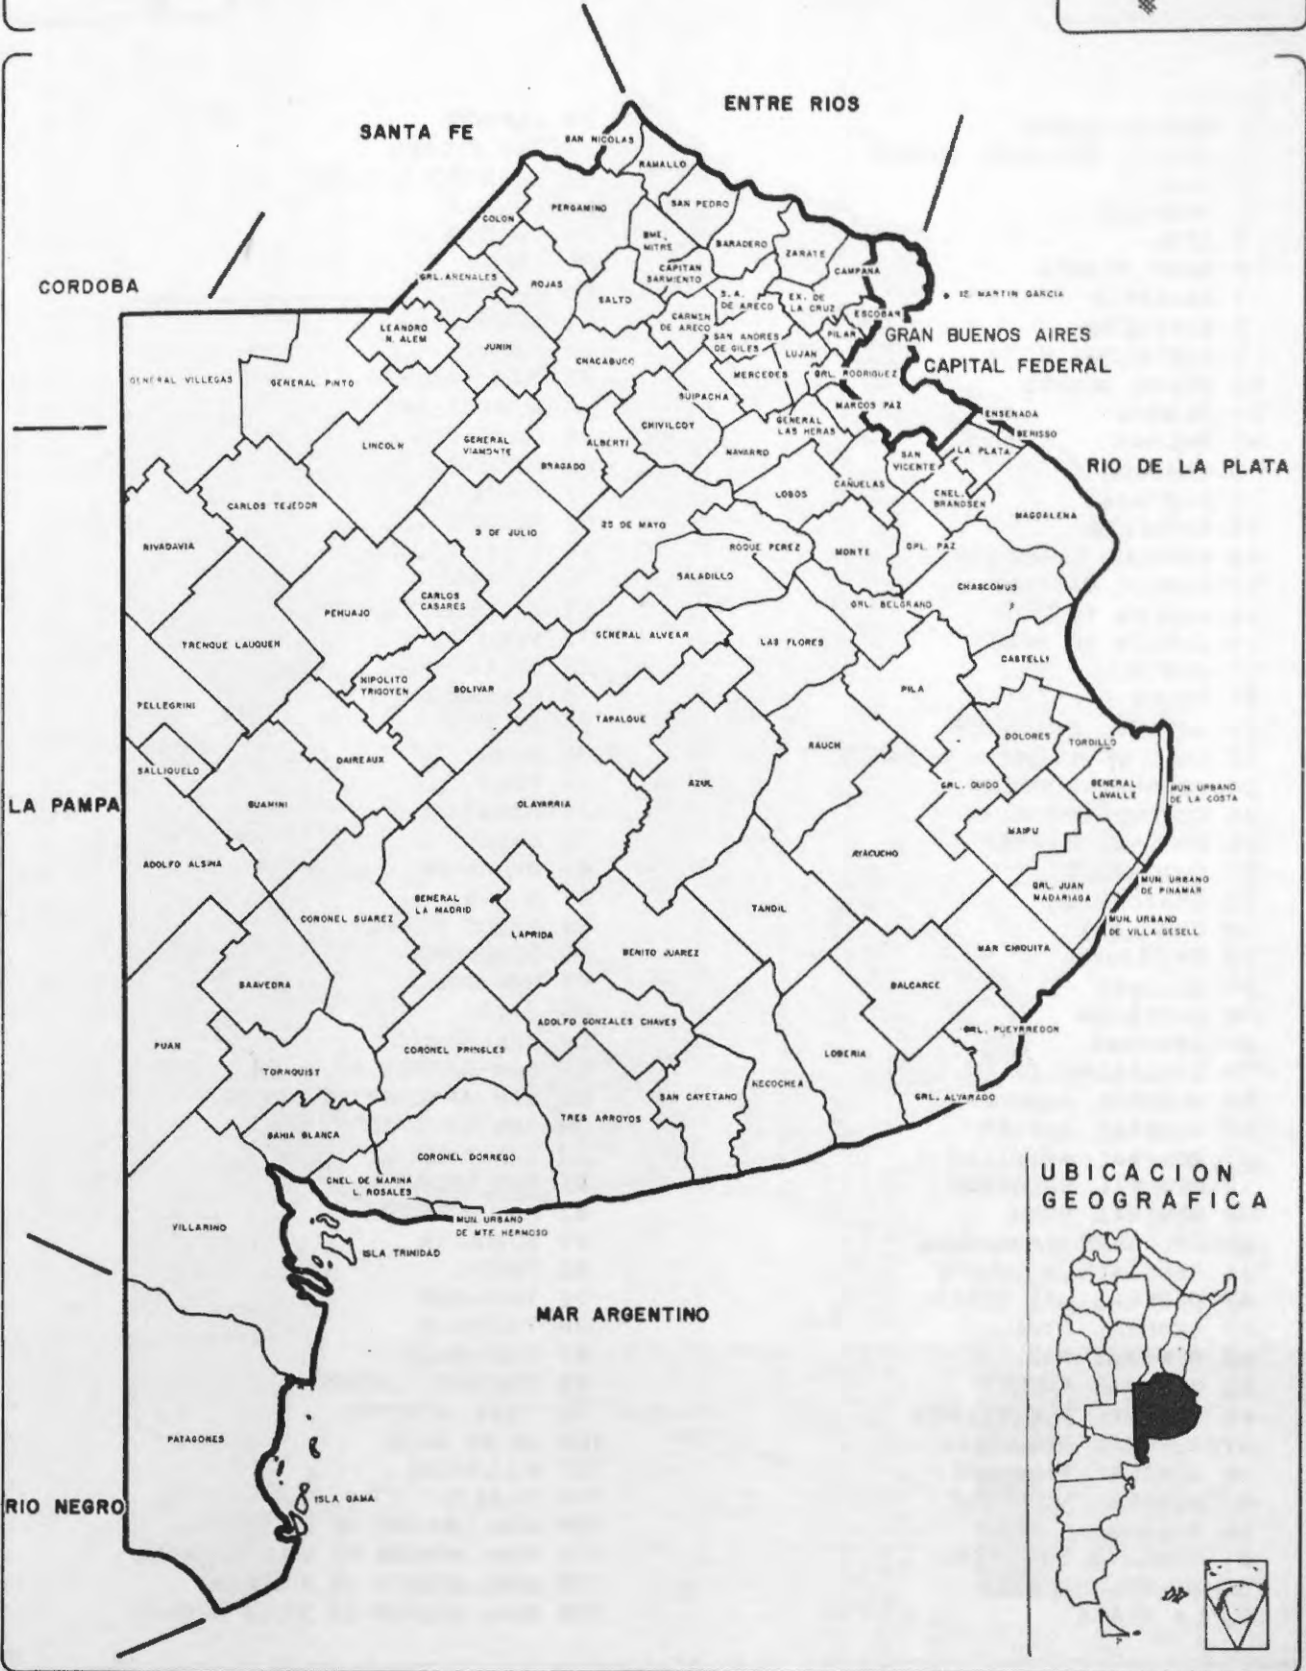 ENTRE RIOS
SANTA FE
SAN NICOLAS
RAMALLO
PERGAMINO
SAN PEDRO
COLON
BME.
MITRE
BARADERO
ZARATE
CAMPANA
GRL. ARENALES
ROJAS
CAPITAN
SARMIENTO
CORDOBA
SALTO
S. A.
DE ARECO
EX. DE
LA CRUZ
IS. MARTIN GARCIA
ESCOBAR
LEANDRO
N. ALEM
CARMEN
DE ARECO
SAN ANDRES
DE GILES
PILAR
GRAN BUENOS AIRES
JUNIN
CHACABUCO
LUJAN
CAPITAL FEDERAL
GENERAL VILLEGAS
GENERAL PINTO
MERCEDES
GRL. RODRIGUEZ
SUIPACHA
MARCOS PAZ
ENSENADA
BERISSO
LINCOLN
GENERAL
VIAMONTE
ALBERTI
CHIVILCOY
GENERAL
LAS HERAS
NAVARRO
SAN
VICENTE
LA PLATA
RIO DE LA PLATA
BRAGADO
LOBOS
CAÑUELAS
CNEL.
BRANDSEN
MAGDALENA
CARLOS TEJEDOR
9 DE JULIO
25 DE MAYO
RIVADAVIA
ROQUE PEREZ
MONTE
GRL. PAZ
SALADILLO
CHASCOMUS
PEHUAJO
CARLOS
CASARES
GRL. BELGRANO
TRENQUE LAUQUEN
GENERAL ALVEAR
LAS FLORES
CASTELLI
HIPOLITO
YRIGOYEN
BOLIVAR
PILA
PELLEGRINI
TAPALQUE
DOLORES
TORDILLO
SALLIQUELO
DAIREAUX
RAUCH
AZUL
GRL. GUIDO
GENERAL
LAVALLE
MUN. URBANO
DE LA COSTA
LA PAMPA
GUAMINI
OLAVARRIA
MAIPU
ADOLFO ALSINA
AYACUCHO
GRL. JUAN
MADARIAGA
MUN. URBANO
DE PINAMAR
CORONEL SUAREZ
GENERAL
LA MADRID
TANDIL
MUN. URBANO
DE VILLA GESELL
LAPRIDA
BENITO JUAREZ
MAR CHIQUITA
SAAVEDRA
BALCARCE
ADOLFO GONZALES CHAVES
GRL. PUEYRREDON
PUAN
CORONEL PRINGLES
LOBERIA
TORNQUIST
NECOCHEA
SAN CAYETANO
GRL. ALVARADO
TRES ARROYOS
BAHIA BLANCA
CORONEL DORREGO
CNEL. DE MARINA
L. ROSALES
UBICACION
GEOGRAFICA
VILLARINO
MUN. URBANO
DE MTE. HERMOSO
ISLA TRINIDAD
MAR ARGENTINO
PATAGONES
RIO NEGRO
ISLA GAMA